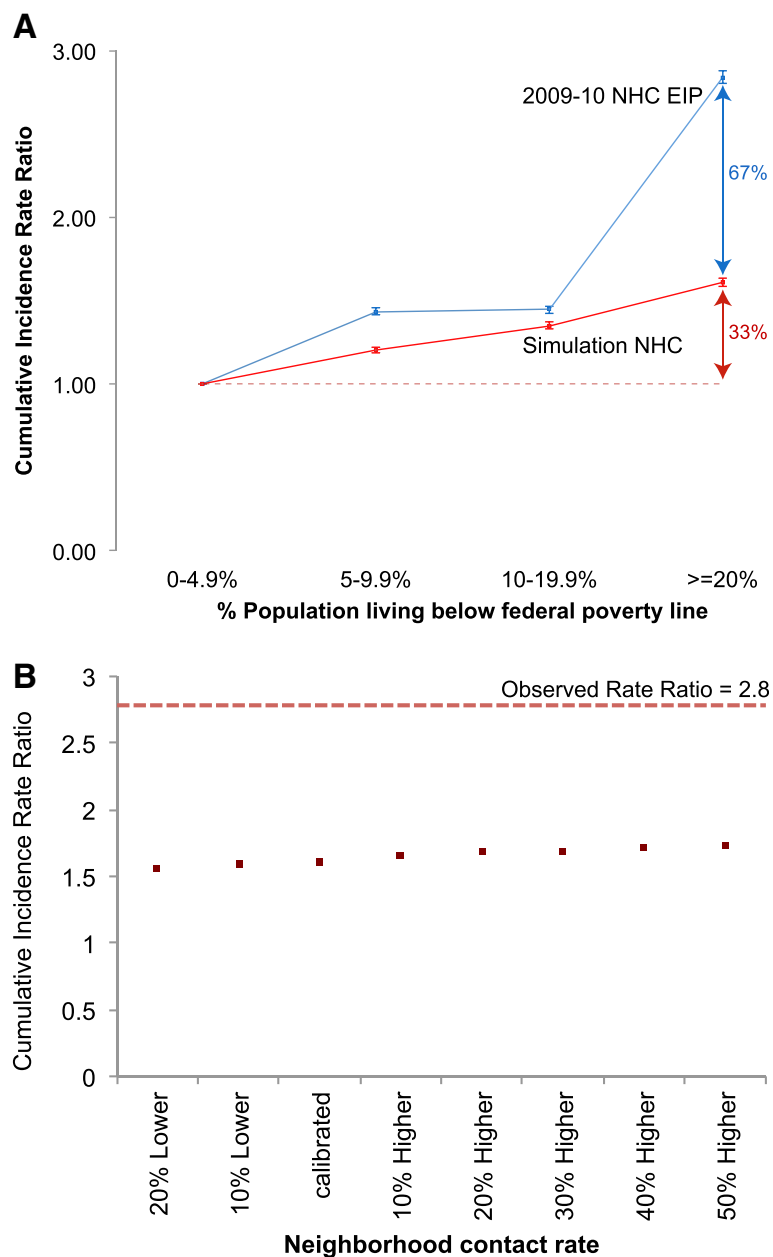 A
Cumulative Incidence Rate Ratio
3.00
2.00
1.00
0.00
2009-10 NHC EIP
67%
Simulation NHC
33%
0-4.9%
5-9.9%
10-19.9%
>=20%
% Population living below federal poverty line
B
Cumulative Incidence Rate Ratio
3
2.5
2
1.5
1
0.5
0
Observed Rate Ratio = 2.8
20% Lower
10% Lower
calibrated
10% Higher
20% Higher
30% Higher
40% Higher
50% Higher
Neighborhood contact rate